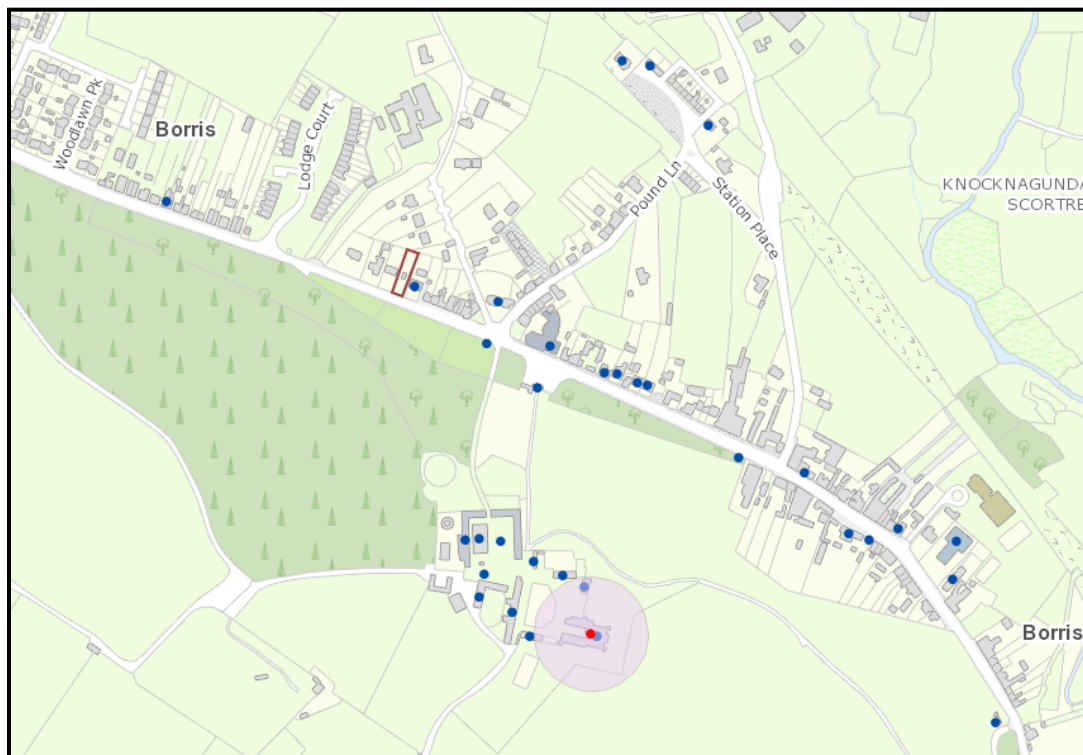 Woodlawn Pk
Borris
Lodge Court
Pound Ln
Station Place
KNOCKNAGUNDA
SCORTRE
Borris